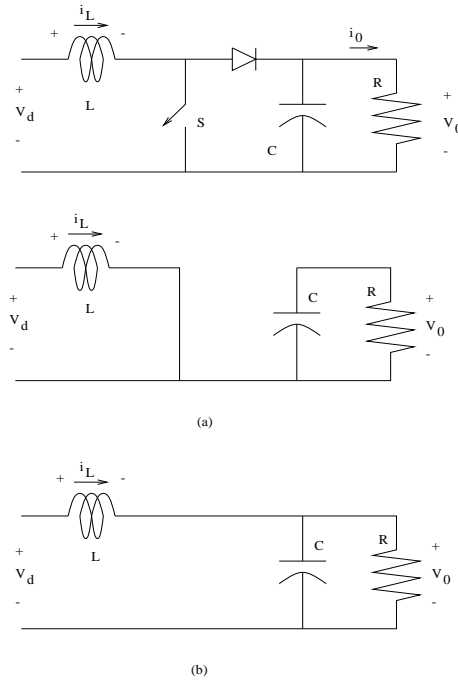 i_L
+ -
L
+
V_d
-
S
C
i_0
R
+
V_0
-
i_L
+ -
L
+
V_d
-
C
R
+
V_0
-
(a)
i_L
+ -
L
+
V_d
-
C
R
+
V_0
-
(b)